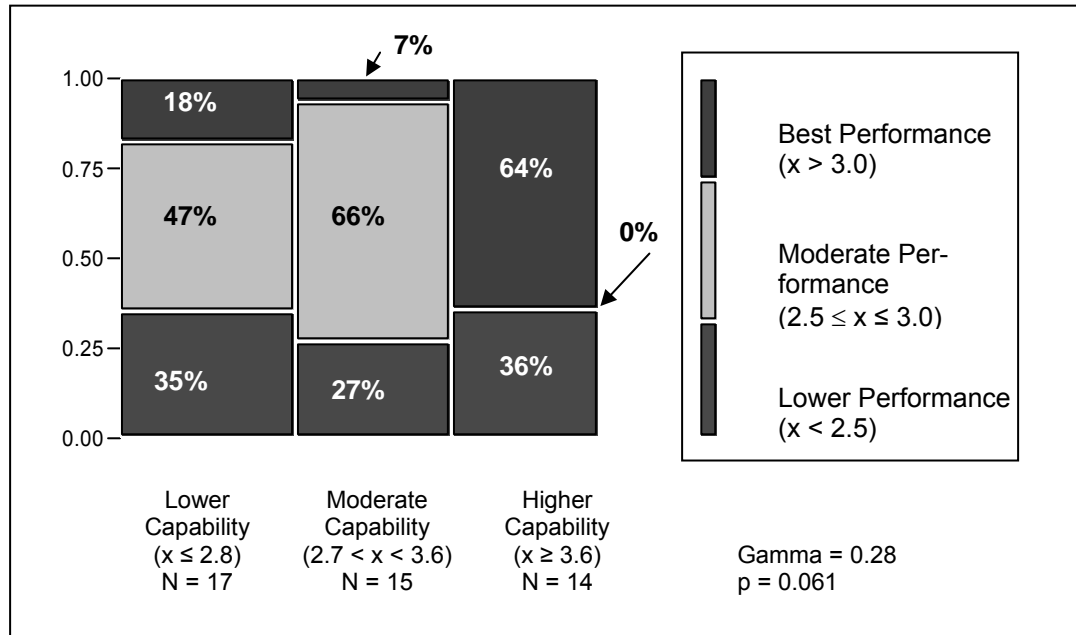 7%
1.00
18%
0.75
47%
66%
64%
0%
0.50
0.25
35%
27%
36%
0.00
Best Performance
(x > 3.0)
Moderate Per-
formance
(2.5 ≤ x ≤ 3.0)
Lower Performance
(x < 2.5)
Lower
Capability
(x ≤ 2.8)
N = 17
Moderate
Capability
(2.7 < x < 3.6)
N = 15
Higher
Capability
(x ≥ 3.6)
N = 14
Gamma = 0.28
p = 0.061